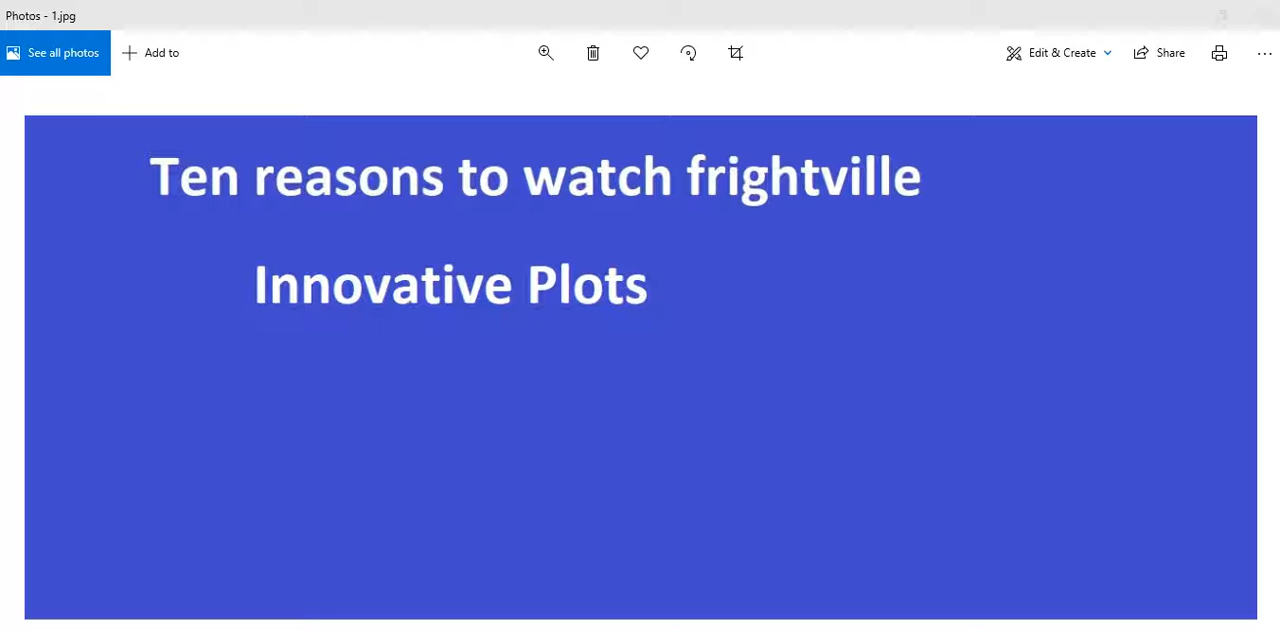 Photos - 1.jpg
See all photos
Add to
Edit & Create
Share
Ten reasons to watch frightville
Innovative Plots